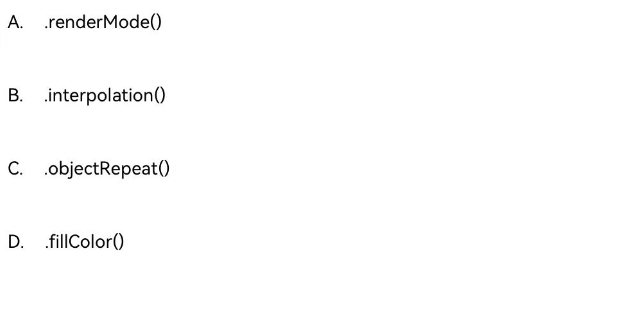 A. .renderMode()
B. .interpolation()
C. .objectRepeat()
D. .fillColor()